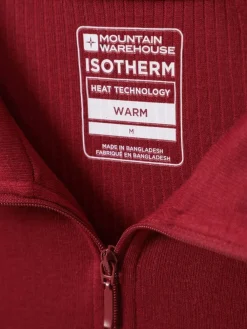 MOUNTAIN
WAREHOUSE
ISOTHERM
HEAT TECHNOLOGY
WARM
M
MADE IN BANGLADESH
FABRIQUÉ EN BANGLADESH